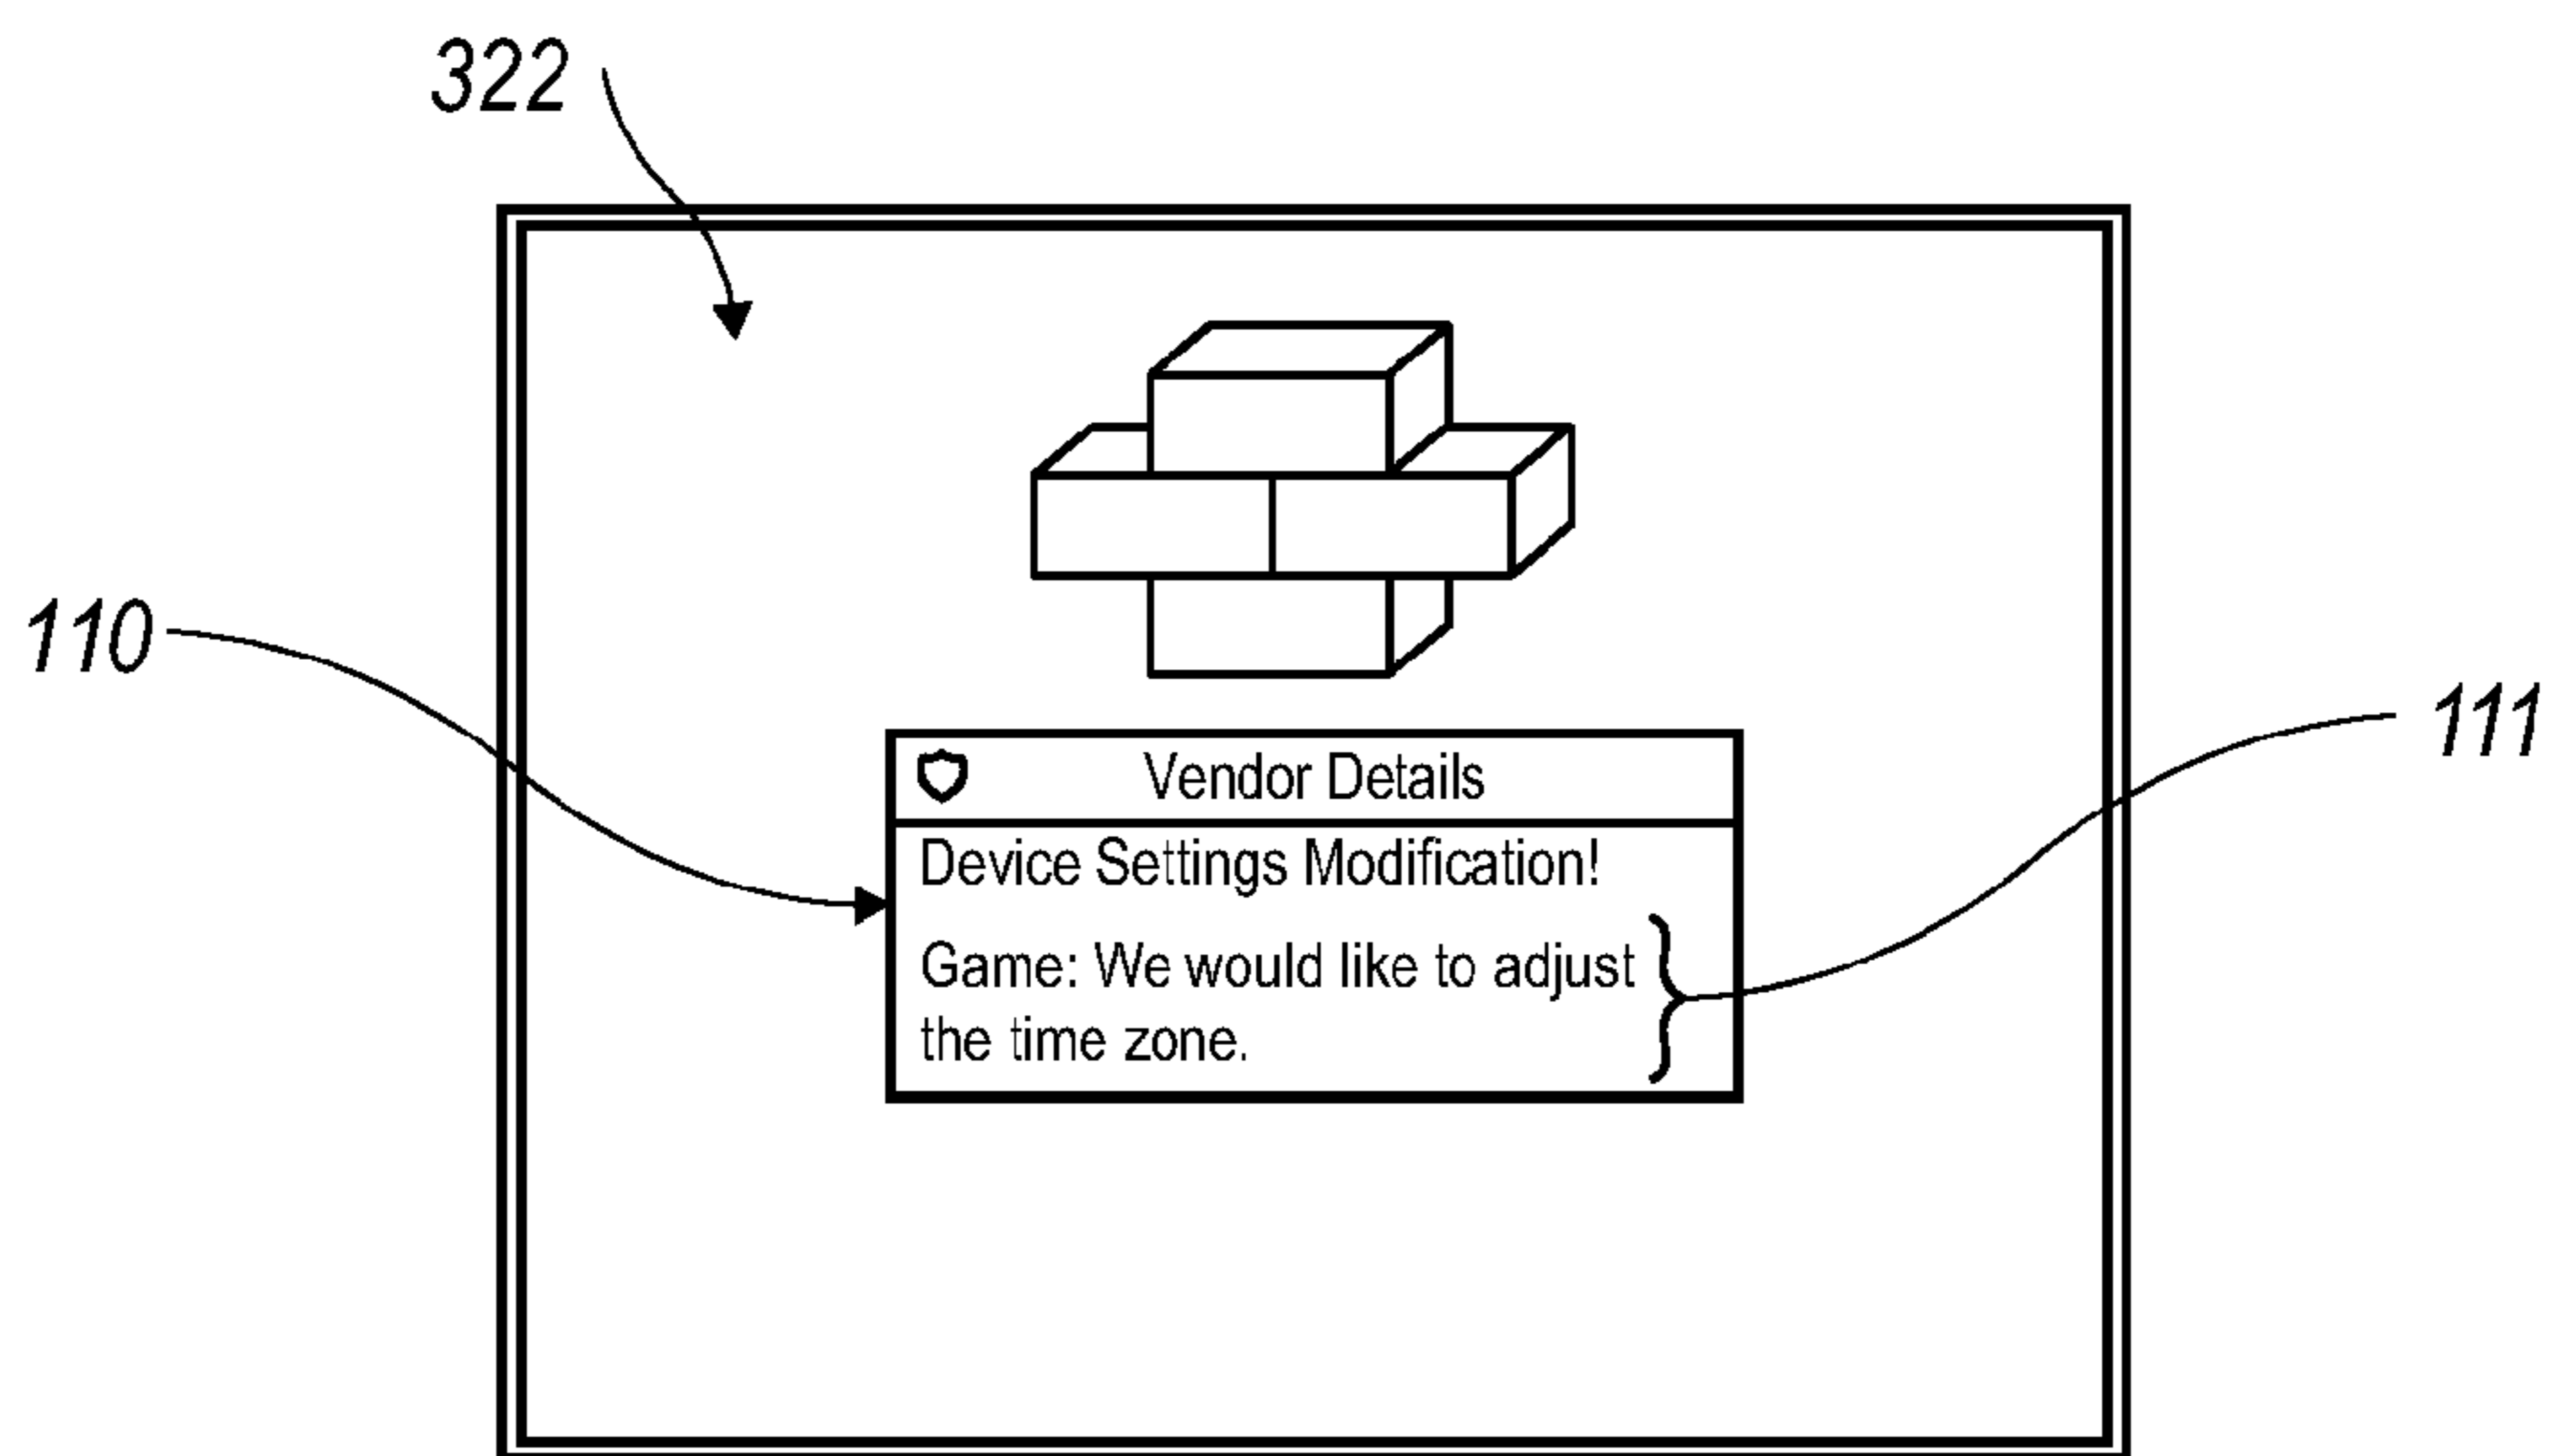 322
110
111
Vendor Details
Device Settings Modification!
Game: We would like to adjust
the time zone.